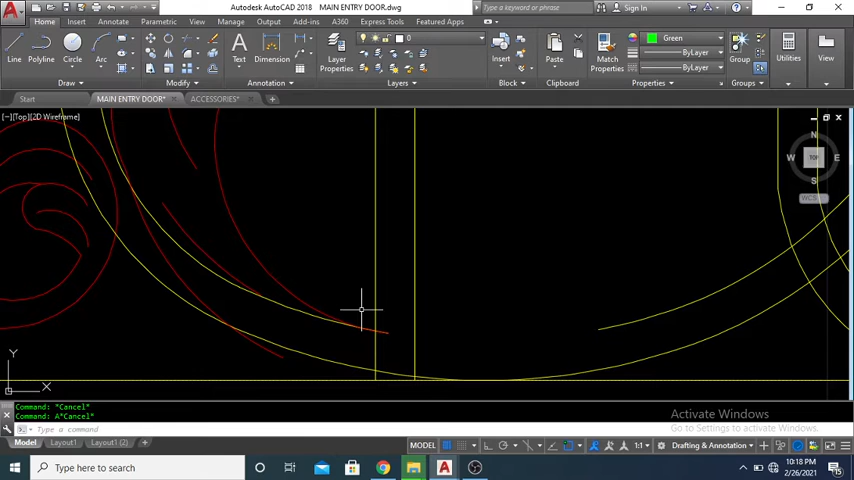 Autodesk AutoCAD 2018 MAIN ENTRY DOOR.dwg
Type a keyword or phrase
Sign In
Home Insert Annotate Parametric View Manage Output Add-ins A360 Express Tools Featured Apps
Line Polyline Circle Arc
Text Dimension
Layer Properties
0
Insert
Paste
Match Properties
Green
ByLayer
ByLayer
Group
Utilities
View
Draw Modify Annotation Layers Block Clipboard Properties Groups
Start MAIN ENTRY DOOR* ACCESSORIES*
[−][Top][2D Wireframe]
N
W TOP E
S
WCS
Y
X
Command: *Cancel*
Command: A*Cancel*
Type a command
Activate Windows
Go to Settings to activate Windows.
Model Layout1 Layout1 (2)
MODEL 1:1 Drafting & Annotation
Type here to search
10:18 PM
2/26/2021
15